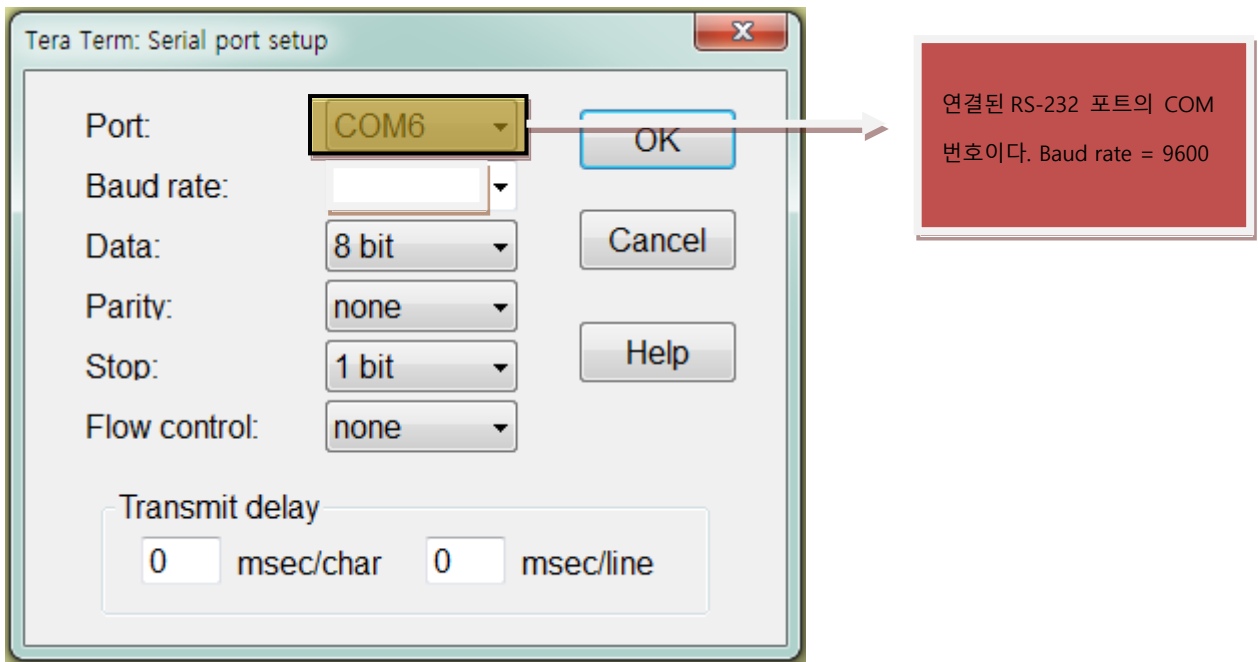 Tera Term: Serial port setup
Port: COM6 OK
Baud rate:
Data: 8 bit Cancel
Parity: none
Stop: 1 bit Help
Flow control: none
Transmit delay
0 msec/char 0 msec/line
연결된 RS-232 포트의 COM
번호이다. Baud rate = 9600